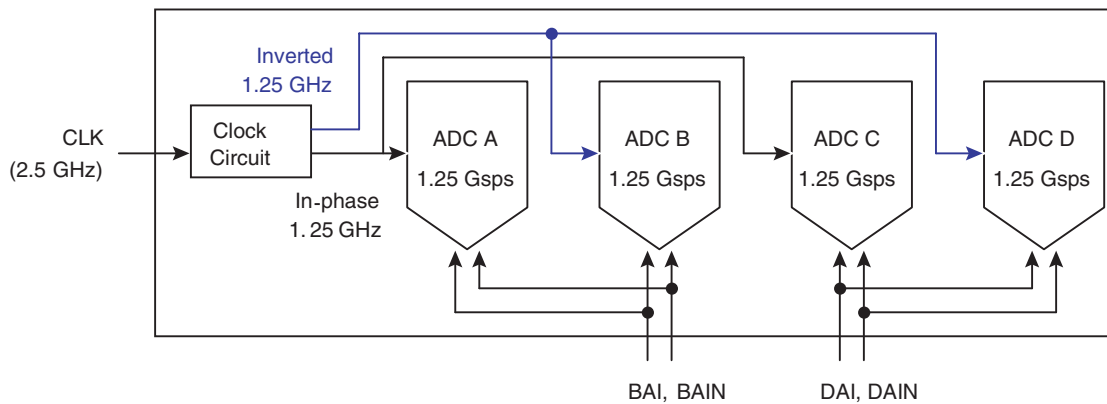 Inverted
1.25 GHz
CLK
(2.5 GHz)
Clock
Circuit
In-phase
1. 25 GHz
ADC A
1.25 Gsps
ADC B
1.25 Gsps
ADC C
1.25 Gsps
ADC D
1.25 Gsps
BAI, BAIN
DAI, DAIN